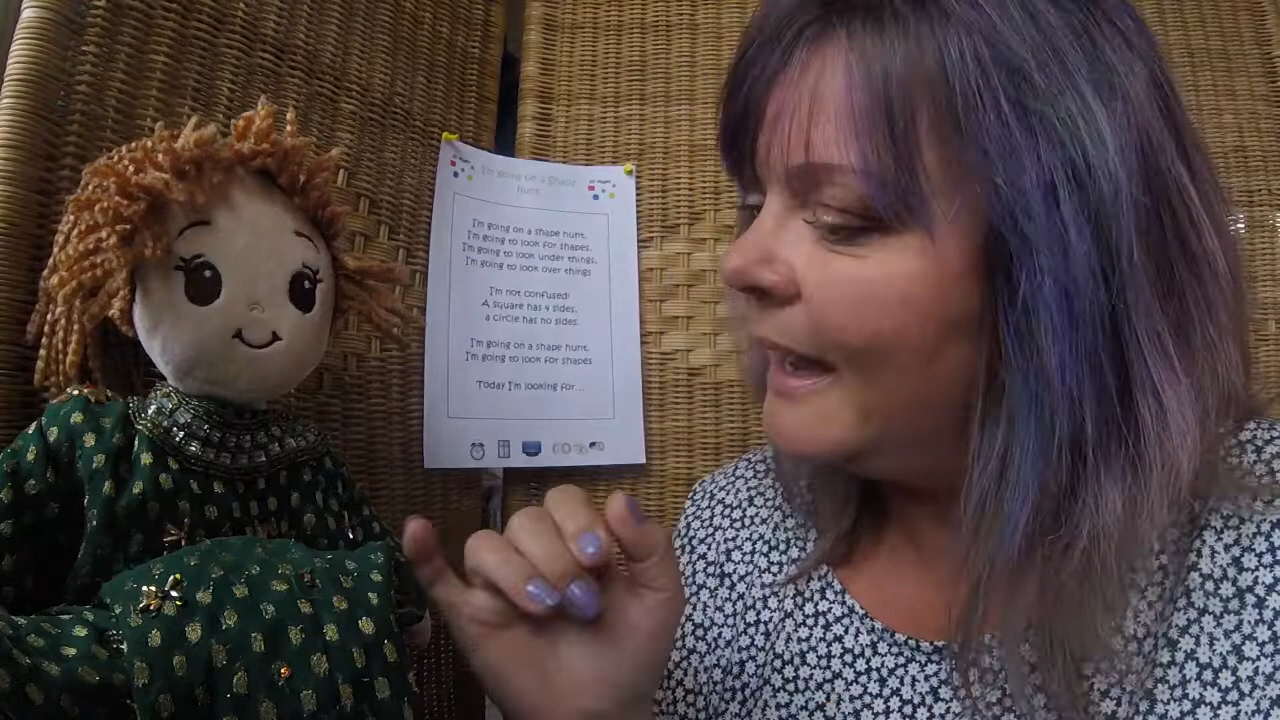 I'm going on a shape
hunt
I'm going on a shape hunt.
I'm going to look for shapes.
I'm going to look under things,
I'm going to look over things
I'm not confused!
A square has 4 sides,
a circle has no sides.
I'm going on a shape hunt.
I'm going to look for shapes
Today I'm looking for...